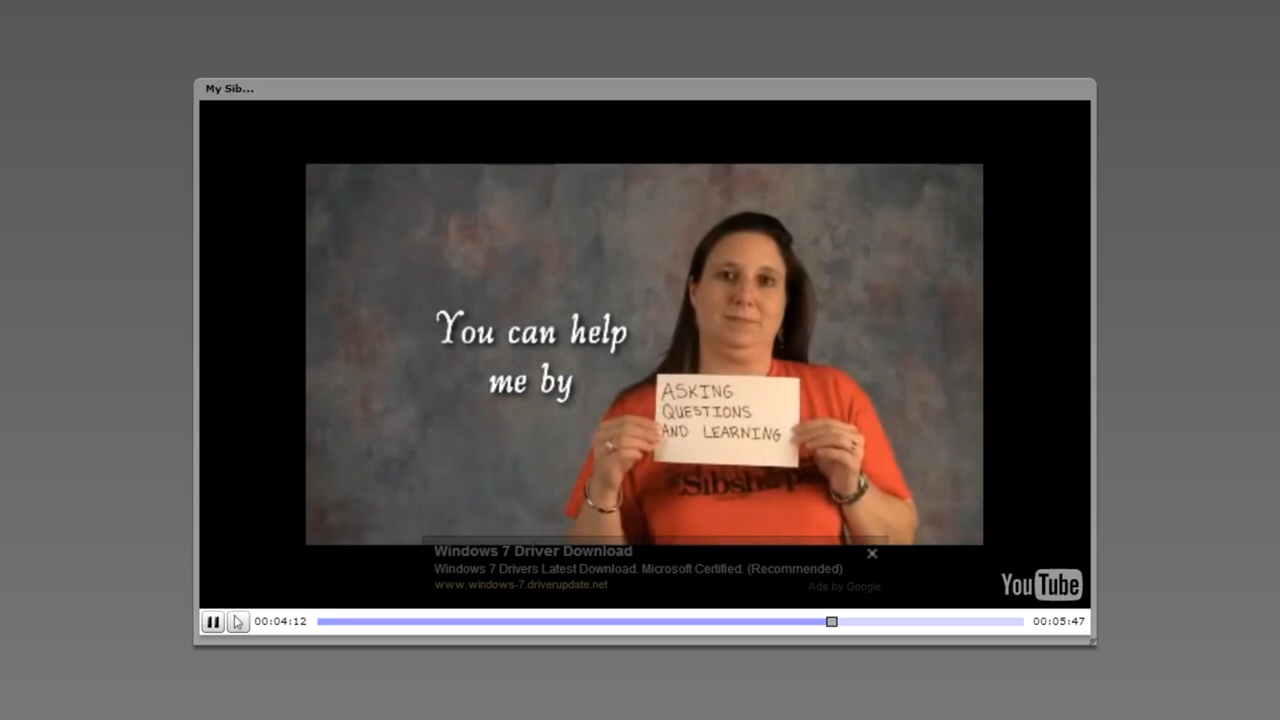 My Sib...
You can help
me by
ASKING
QUESTIONS
AND LEARNING
Sibshop
Windows 7 Driver Download
Windows 7 Drivers Latest Download. Microsoft Certified. (Recommended)
www.windows-7.driverupdate.net
Ads by Google
YouTube
00:04:12
00:05:47